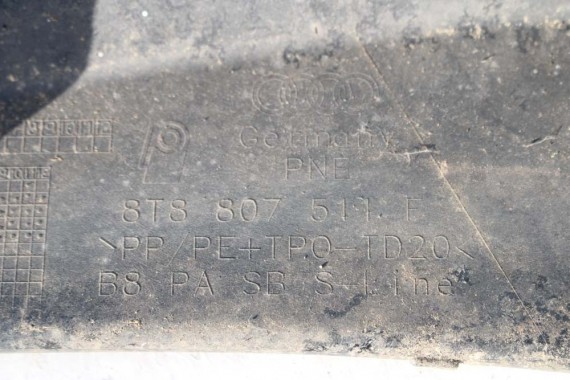 Germany
PNE
8T8 807 511 F
>PP/PE+TPO-TD20<
B8 PA SB S-Line